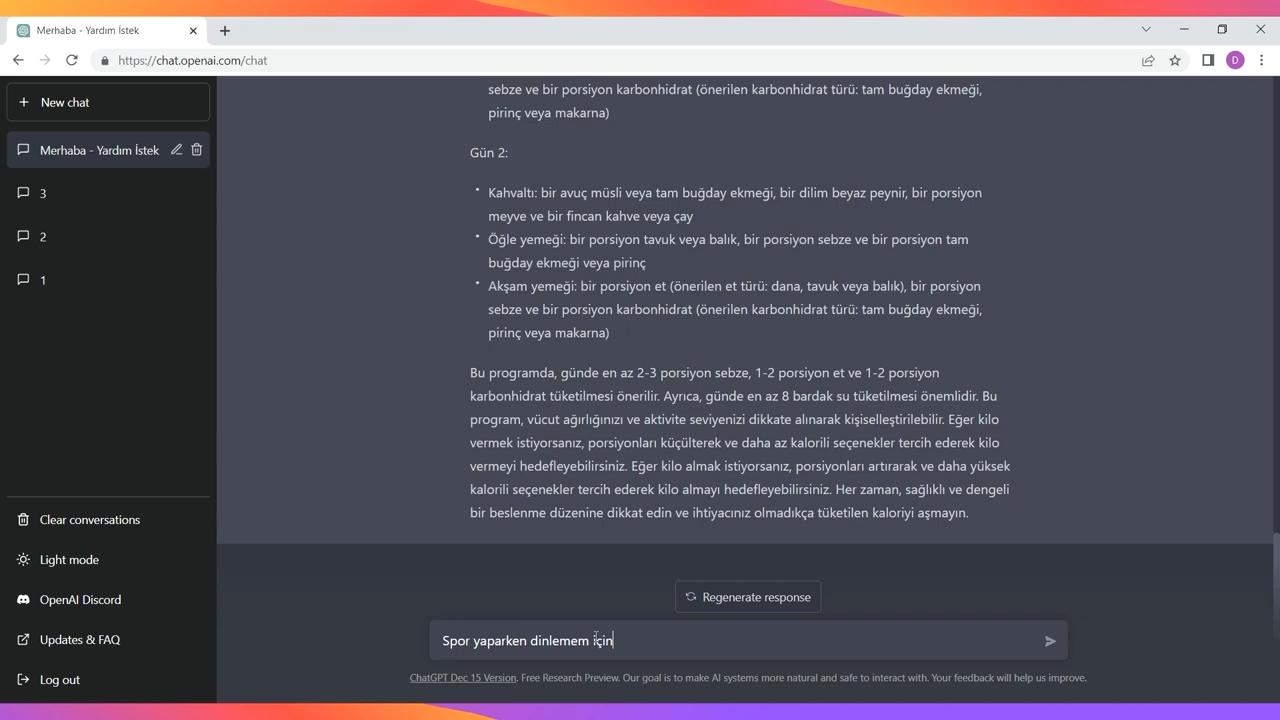 Merhaba - Yardım İstek
https://chat.openai.com/chat
D
New chat
Merhaba - Yardım İstek
3
2
1
Clear conversations
Light mode
OpenAI Discord
Updates & FAQ
Log out
sebze ve bir porsiyon karbonhidrat (önerilen karbonhidrat türü: tam buğday ekmeği,
pirinç veya makarna)
Gün 2:
• Kahvaltı: bir avuç müsli veya tam buğday ekmeği, bir dilim beyaz peynir, bir porsiyon
meyve ve bir fincan kahve veya çay
• Öğle yemeği: bir porsiyon tavuk veya balık, bir porsiyon sebze ve bir porsiyon tam
buğday ekmeği veya pirinç
• Akşam yemeği: bir porsiyon et (önerilen et türü: dana, tavuk veya balık), bir porsiyon
sebze ve bir porsiyon karbonhidrat (önerilen karbonhidrat türü: tam buğday ekmeği,
pirinç veya makarna)
Bu programda, günde en az 2-3 porsiyon sebze, 1-2 porsiyon et ve 1-2 porsiyon
karbonhidrat tüketilmesi önerilir. Ayrıca, günde en az 8 bardak su tüketilmesi önemlidir. Bu
program, vücut ağırlığınızı ve aktivite seviyenizi dikkate alınarak kişiselleştirilebilir. Eğer kilo
vermek istiyorsanız, porsiyonları küçülterek ve daha az kalorili seçenekler tercih ederek kilo
vermeyi hedefleyebilirsiniz. Eğer kilo almak istiyorsanız, porsiyonları artırarak ve daha yüksek
kalorili seçenekler tercih ederek kilo almayı hedefleyebilirsiniz. Her zaman, sağlıklı ve dengeli
bir beslenme düzenine dikkat edin ve ihtiyacınız olmadıkça tüketilen kaloriyi aşmayın.
Regenerate response
Spor yaparken dinlemem için
ChatGPT Dec 15 Version. Free Research Preview. Our goal is to make AI systems more natural and safe to interact with. Your feedback will help us improve.